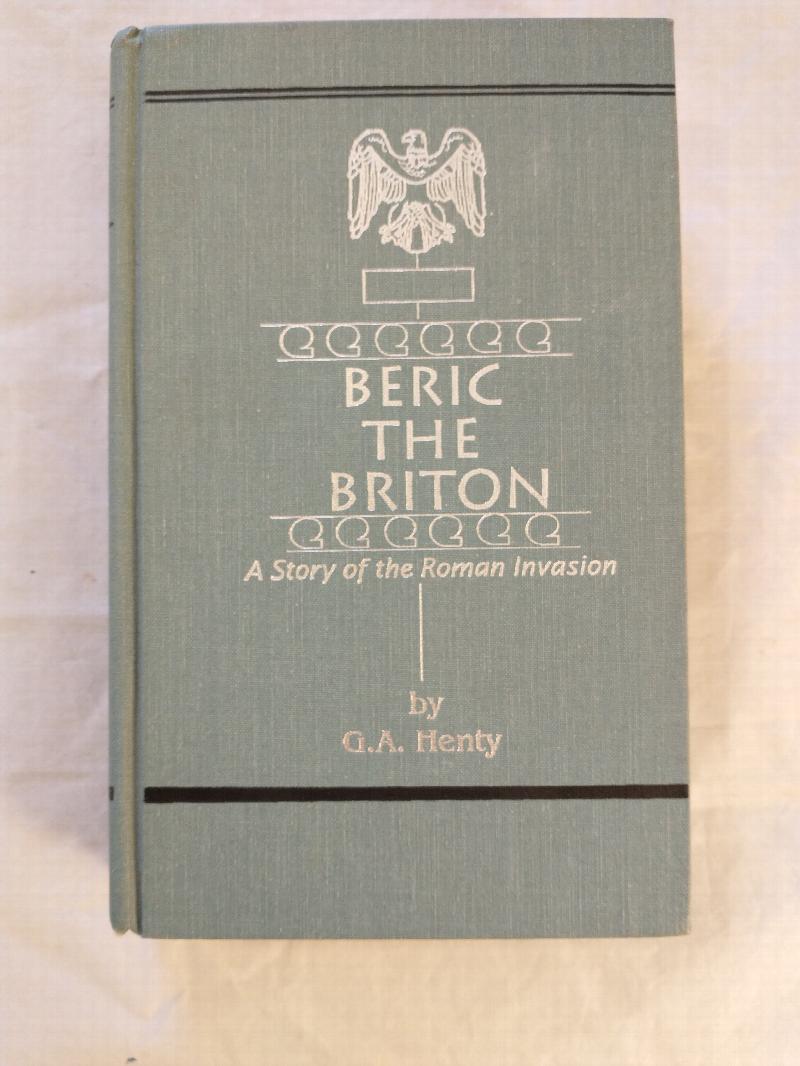 BERIC
THE
BRITON
A Story of the Roman Invasion
by
G.A. Henty